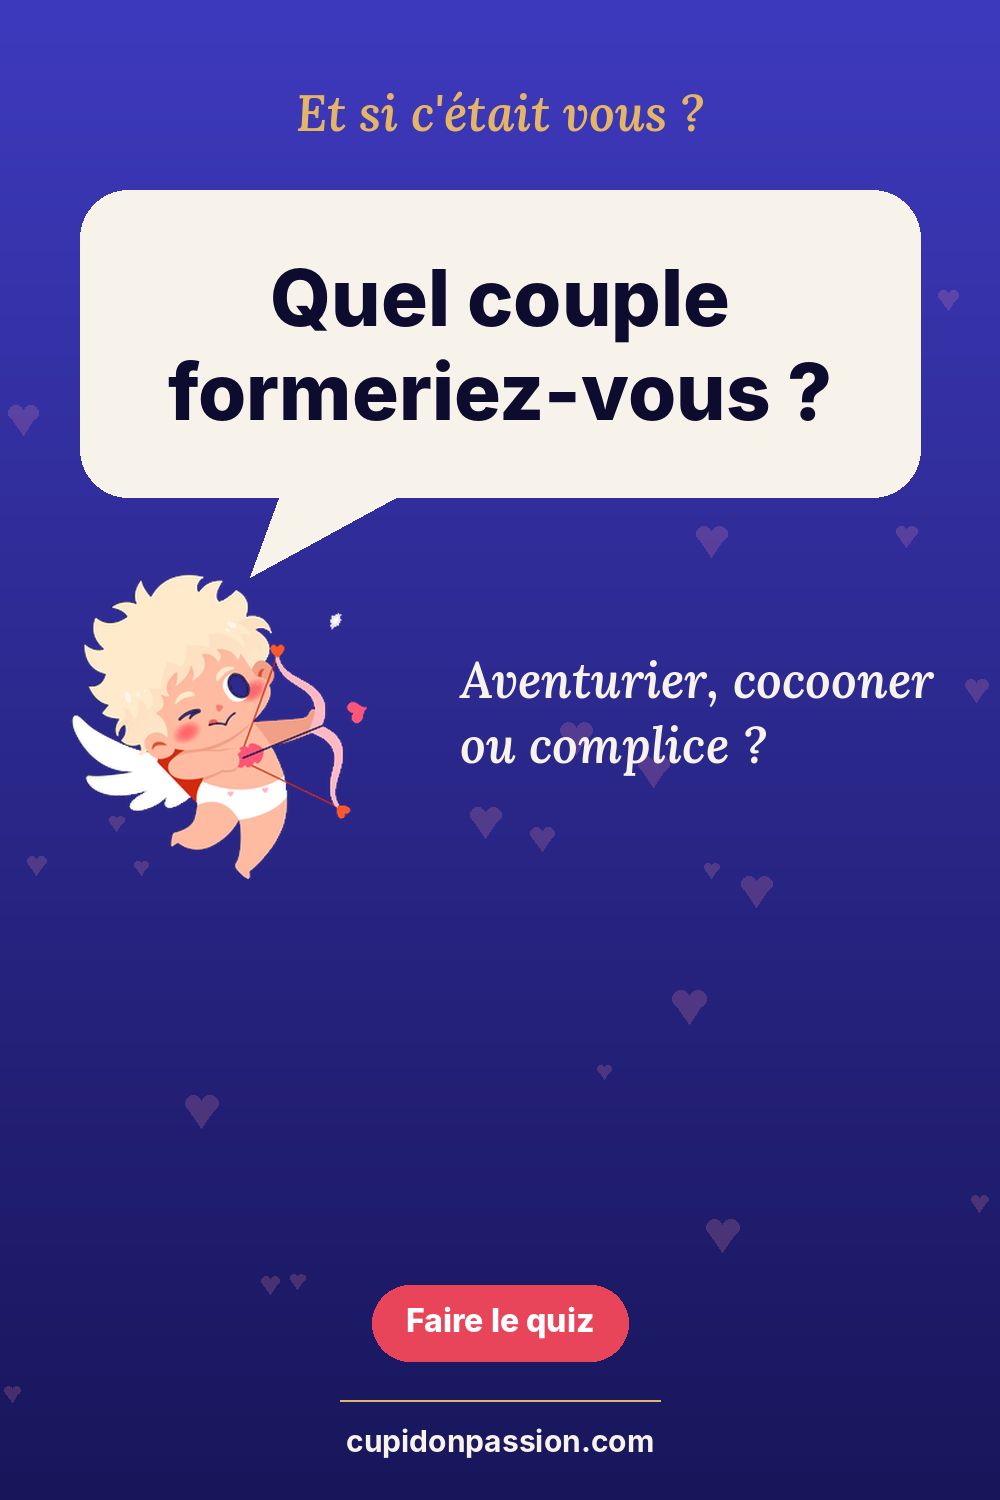 Et si c'était vous ?
Quel couple
formeriez-vous ?
Aventurier, cocooner
ou complice ?
Faire le quiz
cupidonpassion.com